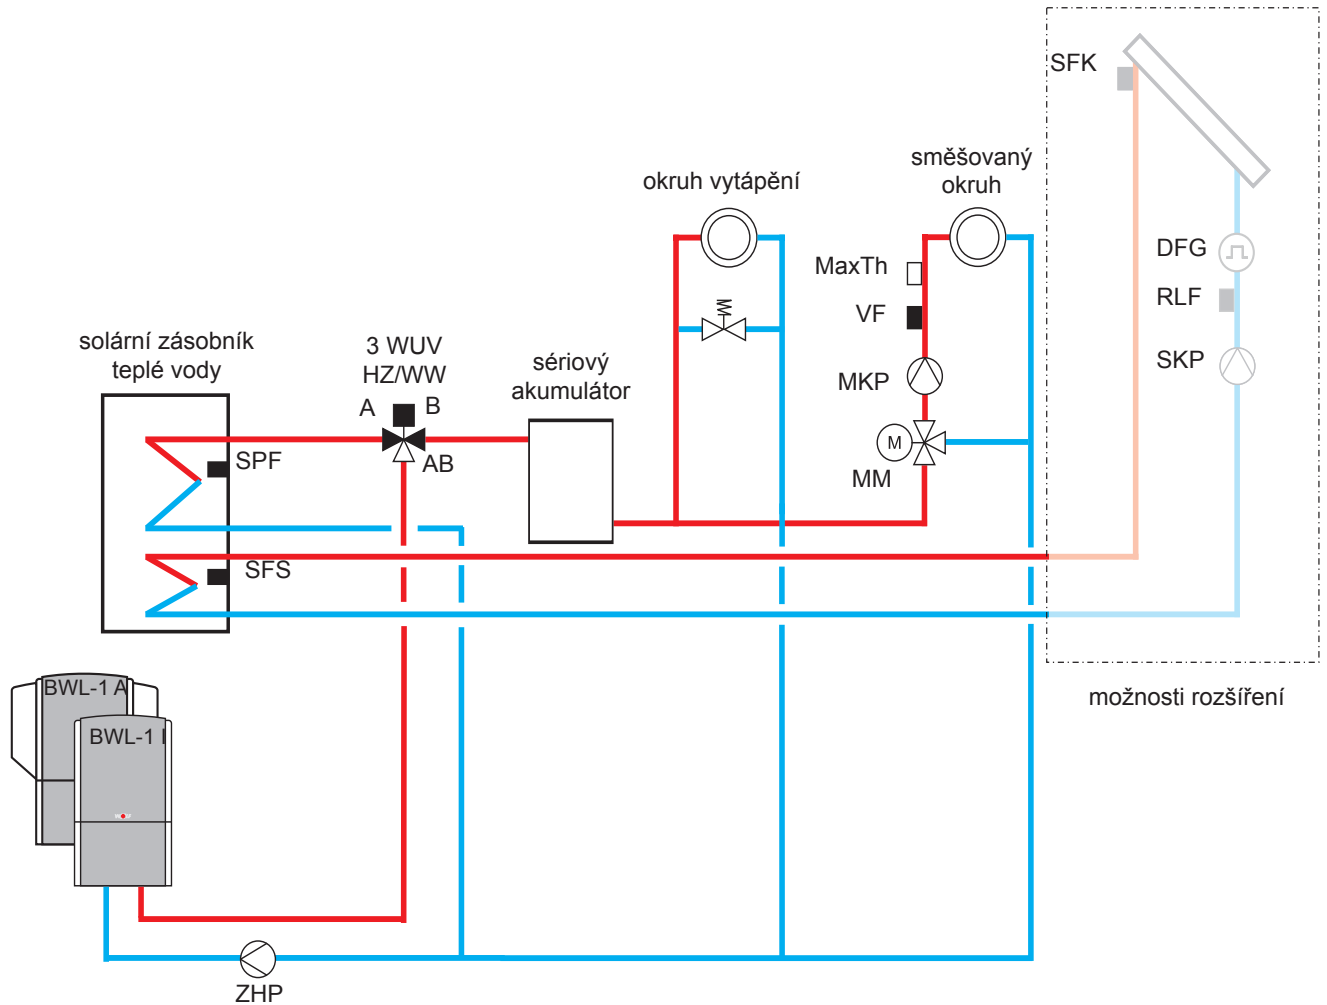 SFK
směšovaný
okruh
okruh vytápění
DFG
MaxTh
RLF
VF
solární zásobník
teplé vody
3 WUV
HZ/WW
sériový
akumulátor
SKP
MKP
A
B
M
AB
SPF
MM
SFS
BWL-1 A
možnosti rozšíření
BWL-1 I
ZHP